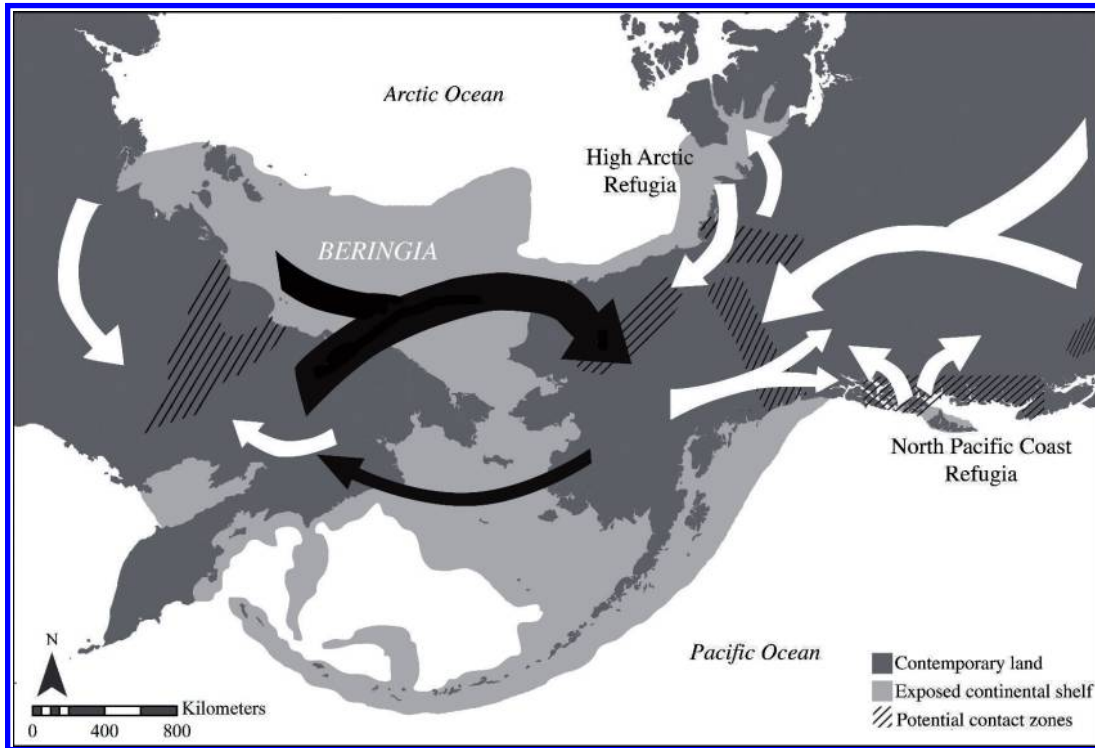 Arctic Ocean
High Arctic
Refugia
BERINGIA
North Pacific Coast
Refugia
Pacific Ocean
N
Kilometers
0 400 800
Contemporary land
Exposed continental shelf
Potential contact zones